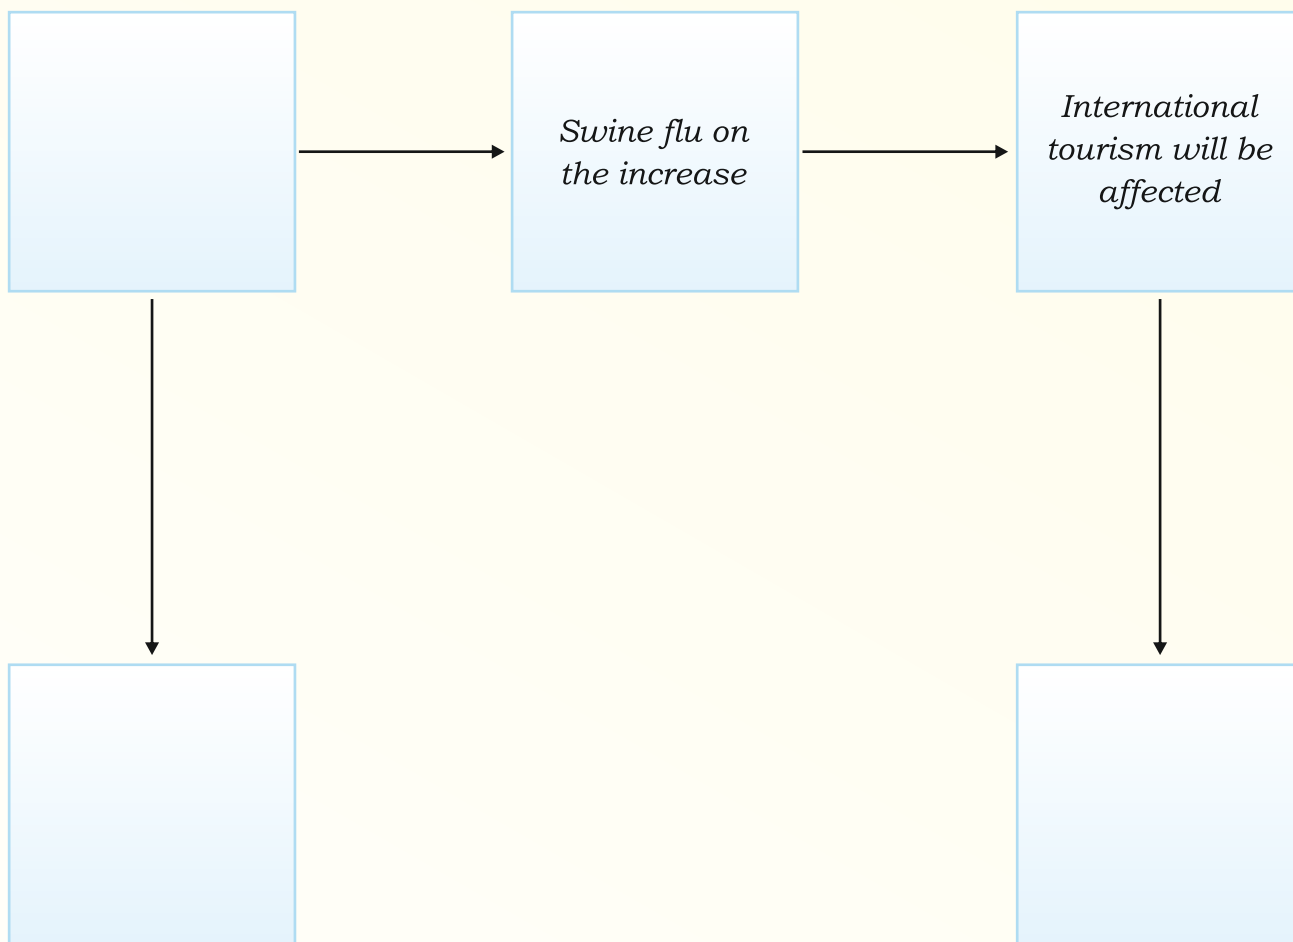 Swine flu on
the increase
International
tourism will be
affected